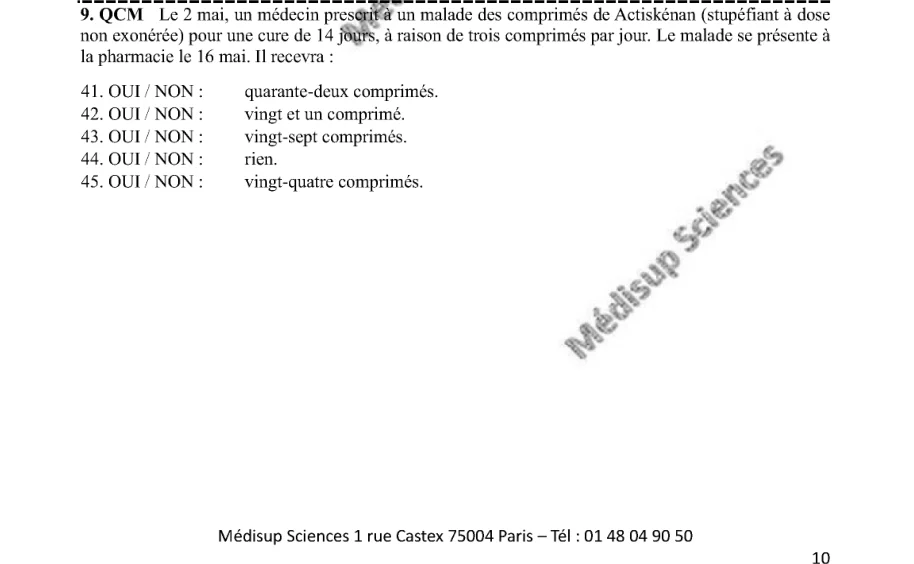 9. QCM Le 2 mai, un médecin prescrit à un malade des comprimés de Actiskénan (stupéfiant à dose
non exonérée) pour une cure de 14 jours, à raison de trois comprimés par jour. Le malade se présente à
la pharmacie le 16 mai. Il recevra :
41. OUI / NON : quarante-deux comprimés.
42. OUI / NON : vingt et un comprimé.
43. OUI / NON : vingt-sept comprimés.
44. OUI / NON : rien.
45. OUI / NON : vingt-quatre comprimés.
Médisup Sciences
Médisup Sciences 1 rue Castex 75004 Paris – Tél : 01 48 04 90 50
10